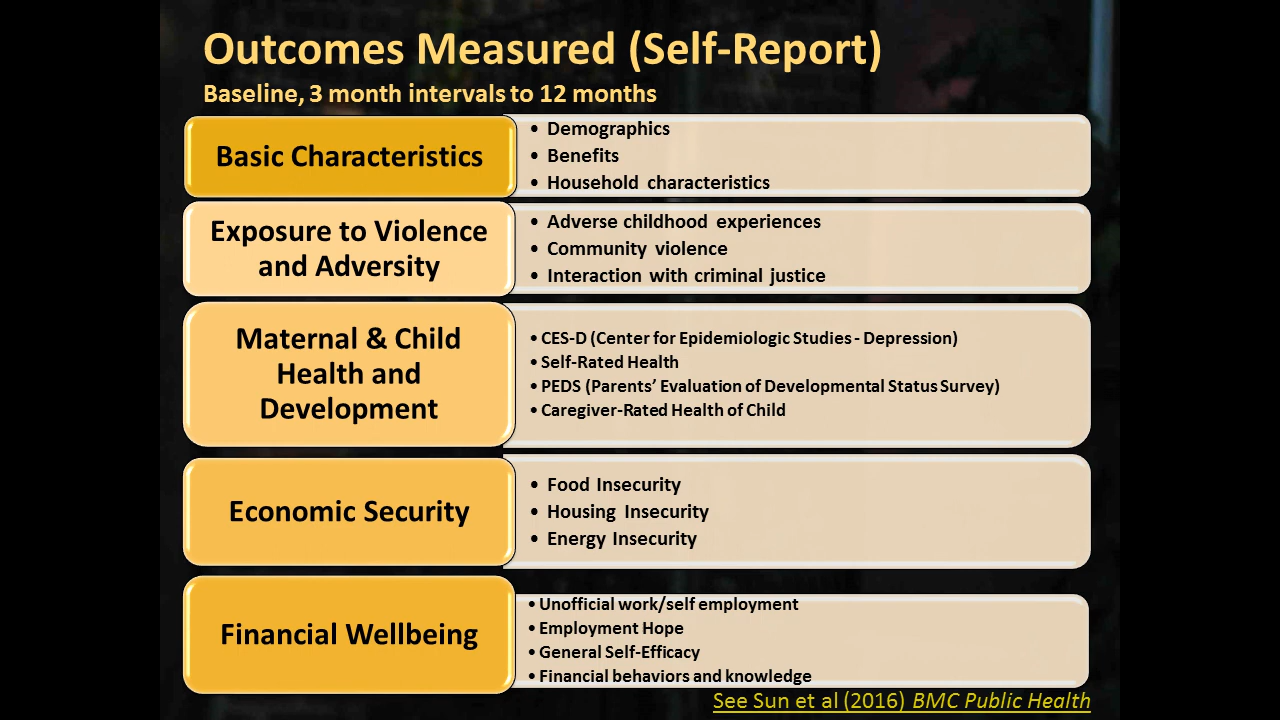 Outcomes Measured (Self-Report)
Baseline, 3 month intervals to 12 months
Basic Characteristics
• Demographics
• Benefits
• Household characteristics
Exposure to Violence
and Adversity
• Adverse childhood experiences
• Community violence
• Interaction with criminal justice
Maternal & Child
Health and
Development
• CES-D (Center for Epidemiologic Studies - Depression)
• Self-Rated Health
• PEDS (Parents’ Evaluation of Developmental Status Survey)
• Caregiver-Rated Health of Child
Economic Security
• Food Insecurity
• Housing Insecurity
• Energy Insecurity
Financial Wellbeing
• Unofficial work/self employment
• Employment Hope
• General Self-Efficacy
• Financial behaviors and knowledge
See Sun et al (2016) BMC Public Health